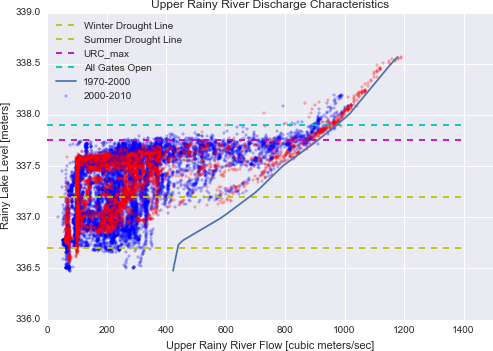 Upper Rainy River Discharge Characteristics
339.0
338.5
338.0
337.5
337.0
336.5
336.0
Rainy Lake Level [meters]
Winter Drought Line
Summer Drought Line
URC_max
All Gates Open
1970-2000
2000-2010
0 200 400 600 800 1000 1200 1400
Upper Rainy River Flow [cubic meters/sec]